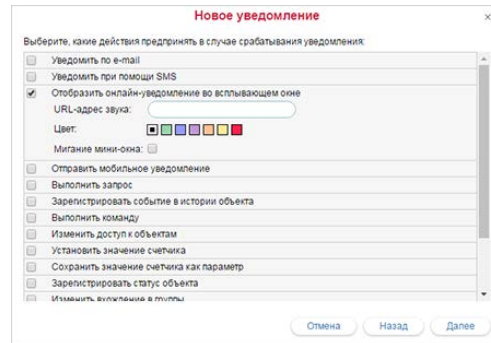 Новое уведомление
Выберите, какие действия предпринять в случае срабатывания уведомления:
Уведомить по e-mail
Уведомить при помощи SMS
Отобразить онлайн-уведомление во всплывающем окне
URL-адрес звука:
Цвет:
Мигание мини-окна:
Отправить мобильное уведомление
Выполнить запрос
Зарегистрировать событие в истории объекта
Выполнить команду
Изменить доступ к объектам
Установить значение счетчика
Сохранить значение счетчика как параметр
Зарегистрировать статус объекта
Изменить вхождение в группы
Отмена Назад Далее